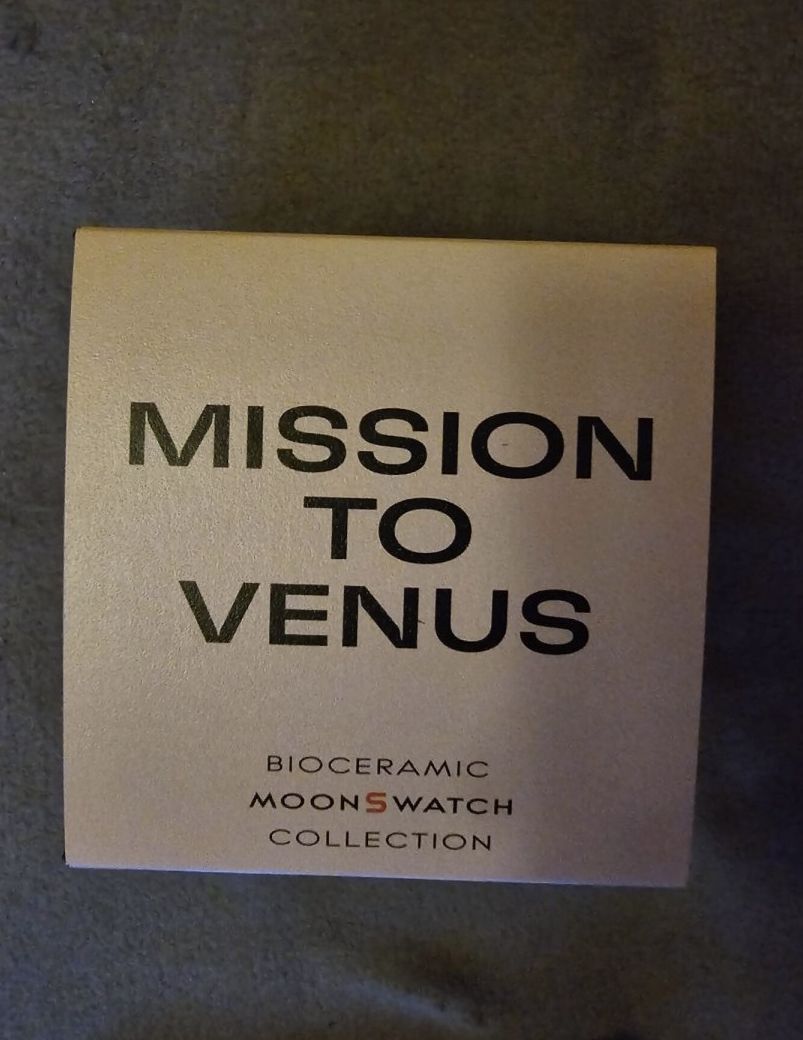 MISSION
TO
VENUS
BIOCERAMIC
MOONSWATCH
COLLECTION